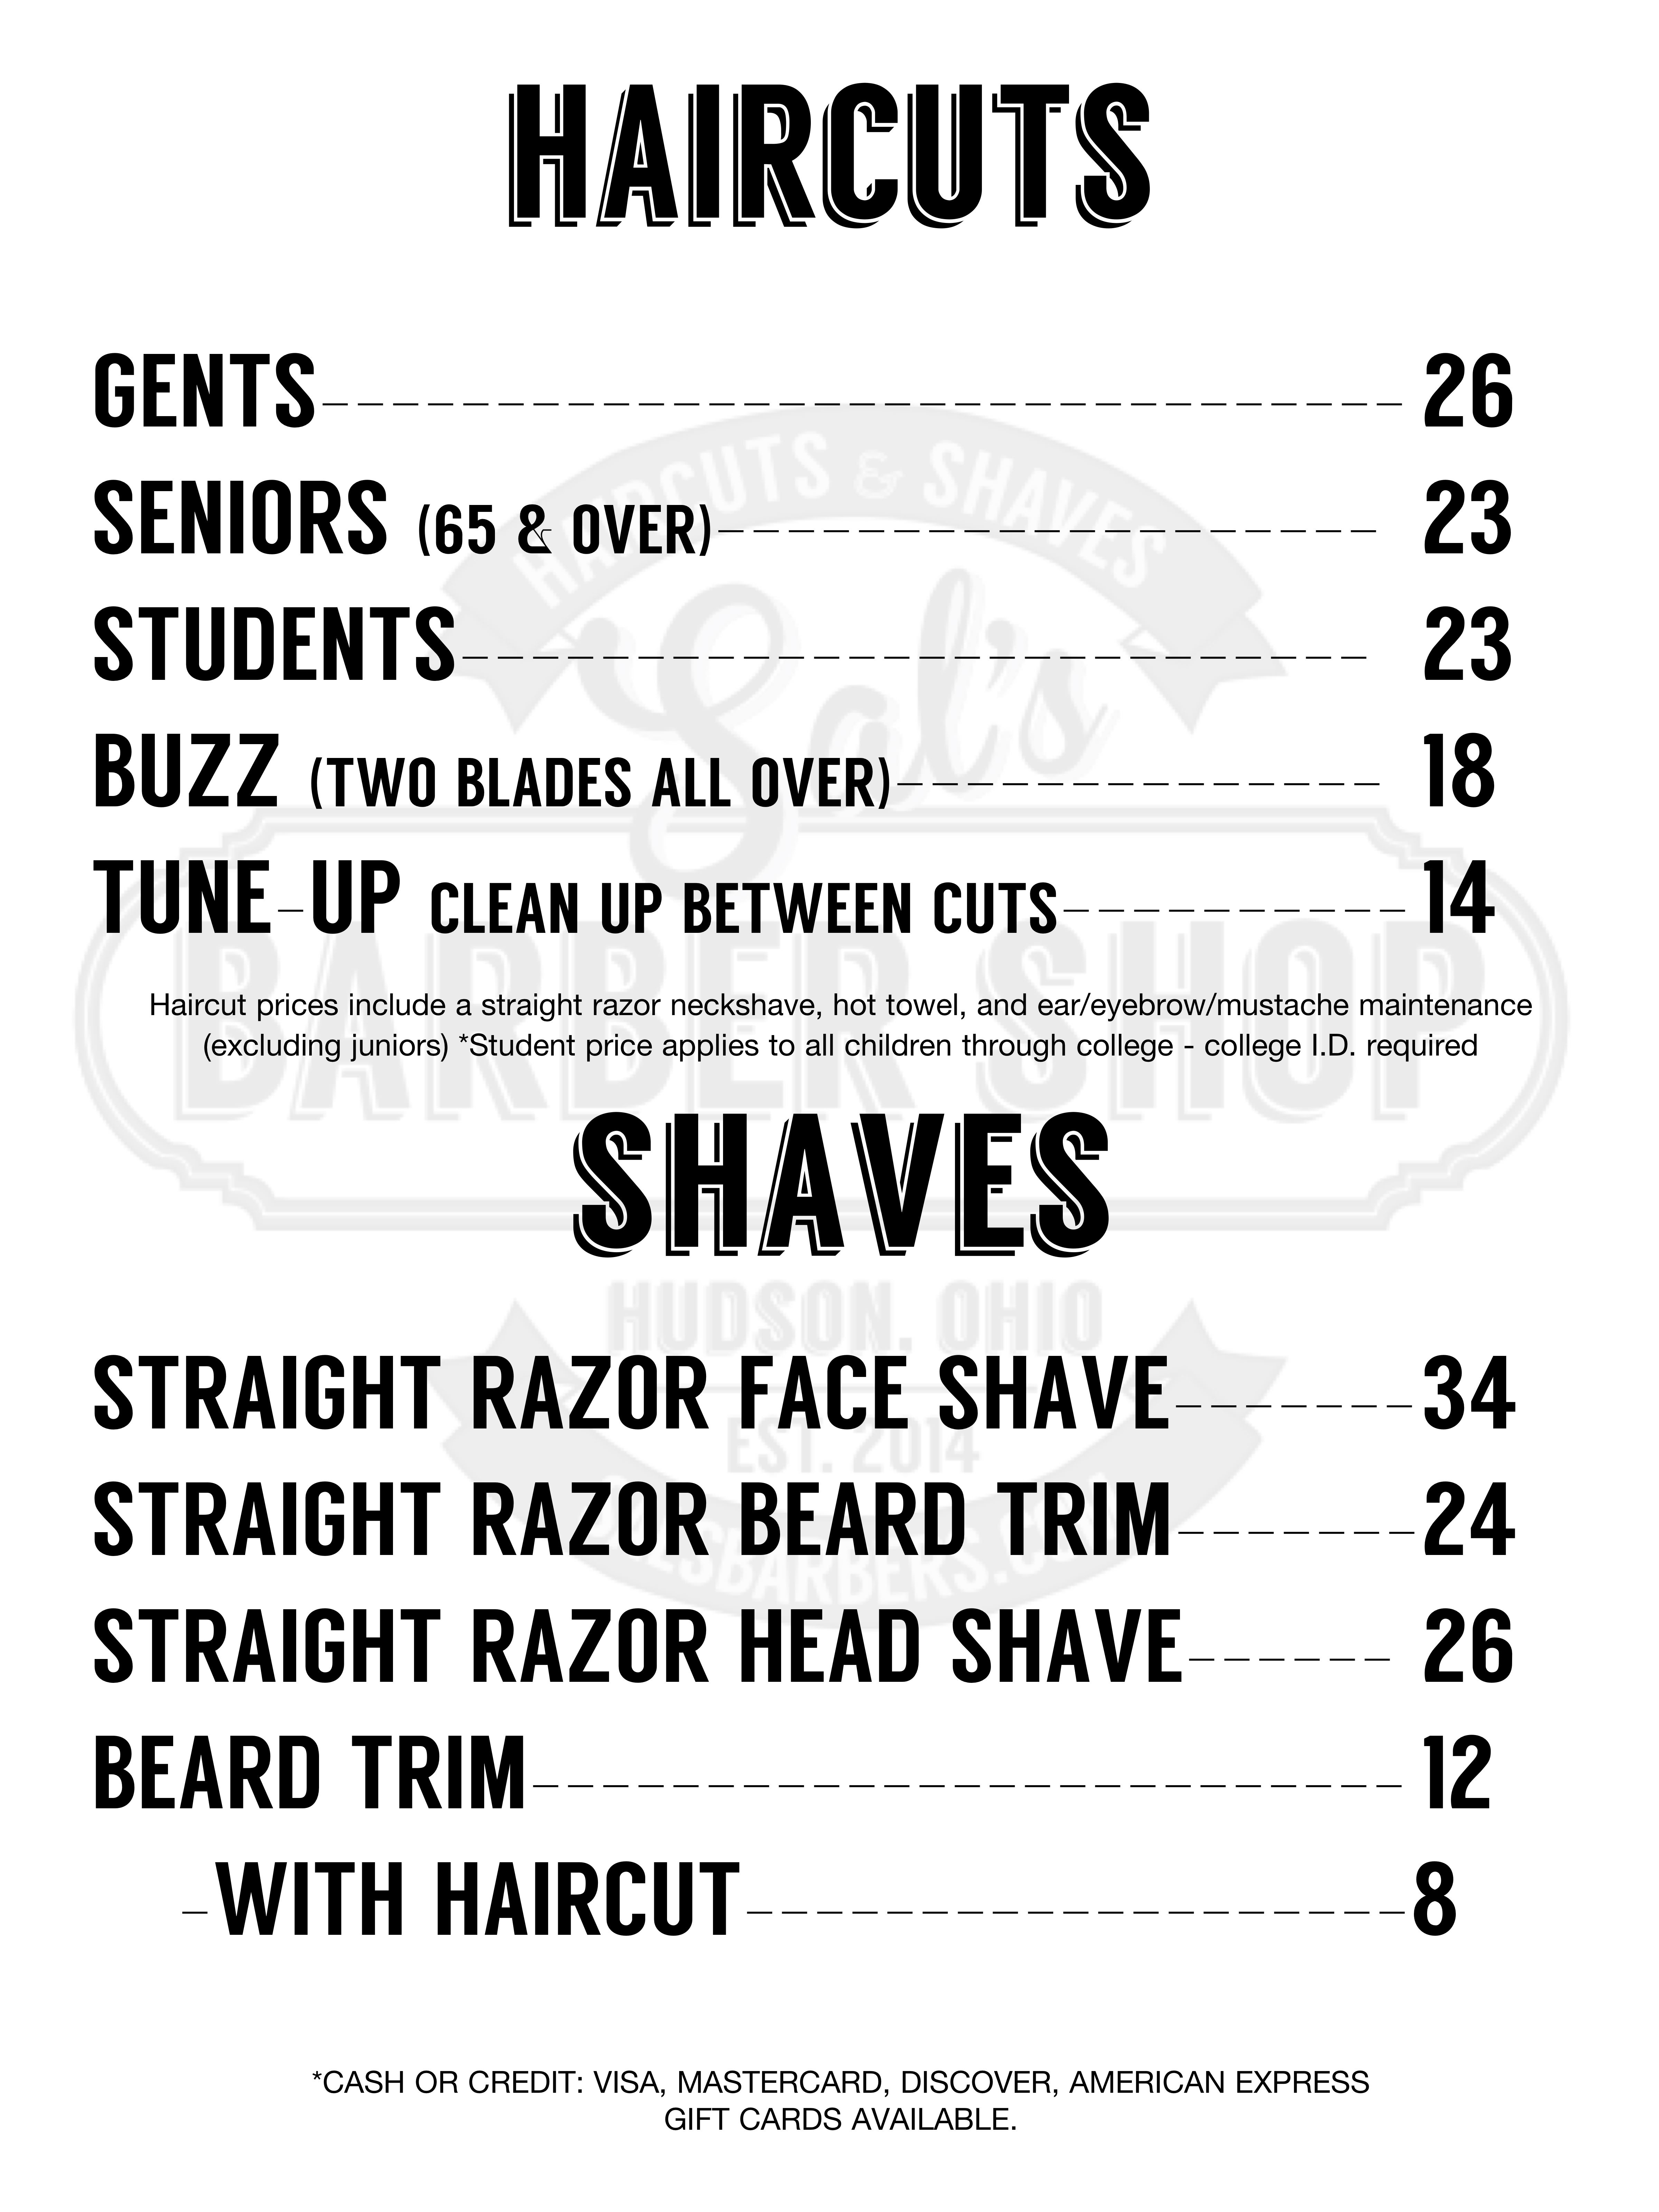 HAIRCUTS
GENTS 26
SENIORS (65 & OVER) 23
STUDENTS 23
BUZZ (TWO BLADES ALL OVER) 18
TUNE-UP CLEAN UP BETWEEN CUTS 14
Haircut prices include a straight razor neckshave, hot towel, and ear/eyebrow/mustache maintenance
(excluding juniors) *Student price applies to all children through college - college I.D. required
SHAVES
STRAIGHT RAZOR FACE SHAVE 34
STRAIGHT RAZOR BEARD TRIM 24
STRAIGHT RAZOR HEAD SHAVE 26
BEARD TRIM 12
-WITH HAIRCUT 8
*CASH OR CREDIT: VISA, MASTERCARD, DISCOVER, AMERICAN EXPRESS
GIFT CARDS AVAILABLE.
HAIRCUTS & SHAVES
Sal's
BARBER SHOP
HUDSON, OHIO
EST. 2014